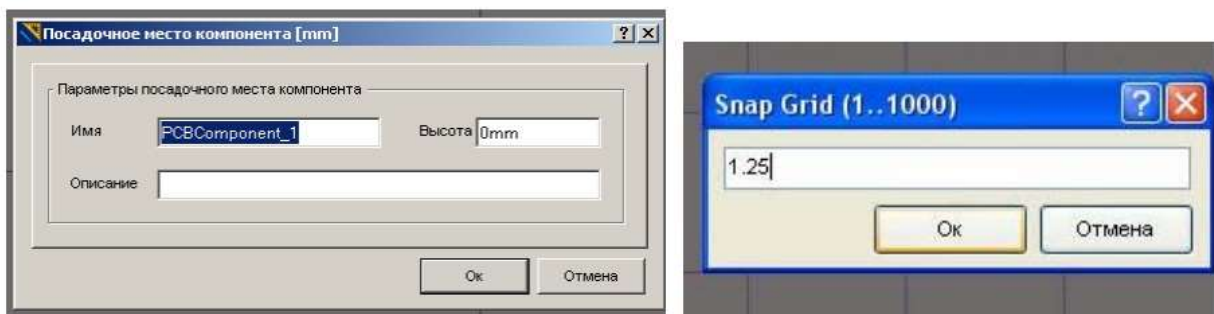 Посадочное место компонента [mm]
Параметры посадочного места компонента
Имя PCBComponent_1 Высота 0mm
Описание
Ок Отмена
Snap Grid (1..1000)
1.25
Ок Отмена